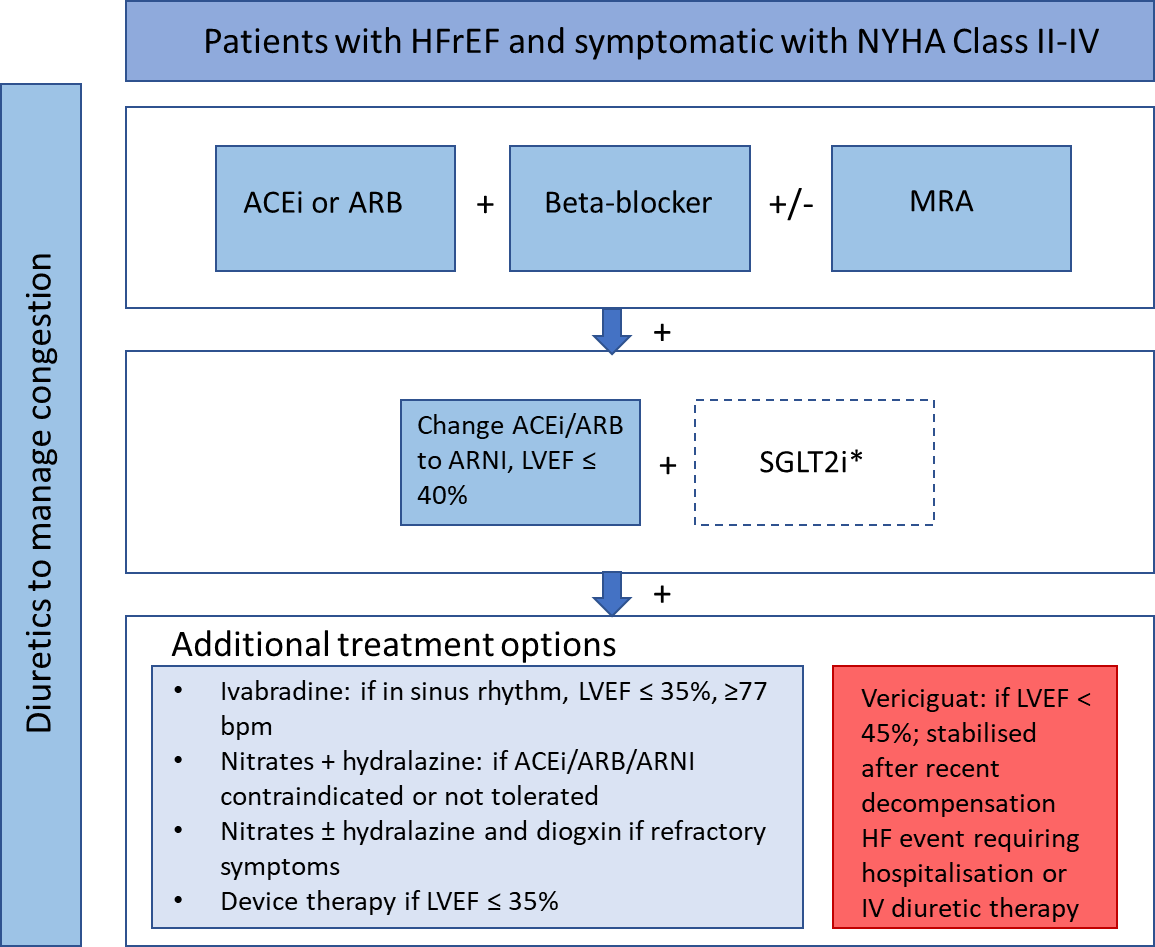 Patients with HFrEF and symptomatic with NYHA Class II-IV
Diuretics to manage congestion
ACEi or ARB
+
Beta-blocker
+/-
MRA
+
Change ACEi/ARB
to ARNI, LVEF ≤
40%
+
SGLT2i*
+
Additional treatment options
• Ivabradine: if in sinus rhythm, LVEF ≤ 35%, ≥77
bpm
• Nitrates + hydralazine: if ACEi/ARB/ARNI
contraindicated or not tolerated
• Nitrates ± hydralazine and diogxin if refractory
symptoms
• Device therapy if LVEF ≤ 35%
Vericiguat: if LVEF <
45%; stabilised
after recent
decompensation
HF event requiring
hospitalisation or
IV diuretic therapy